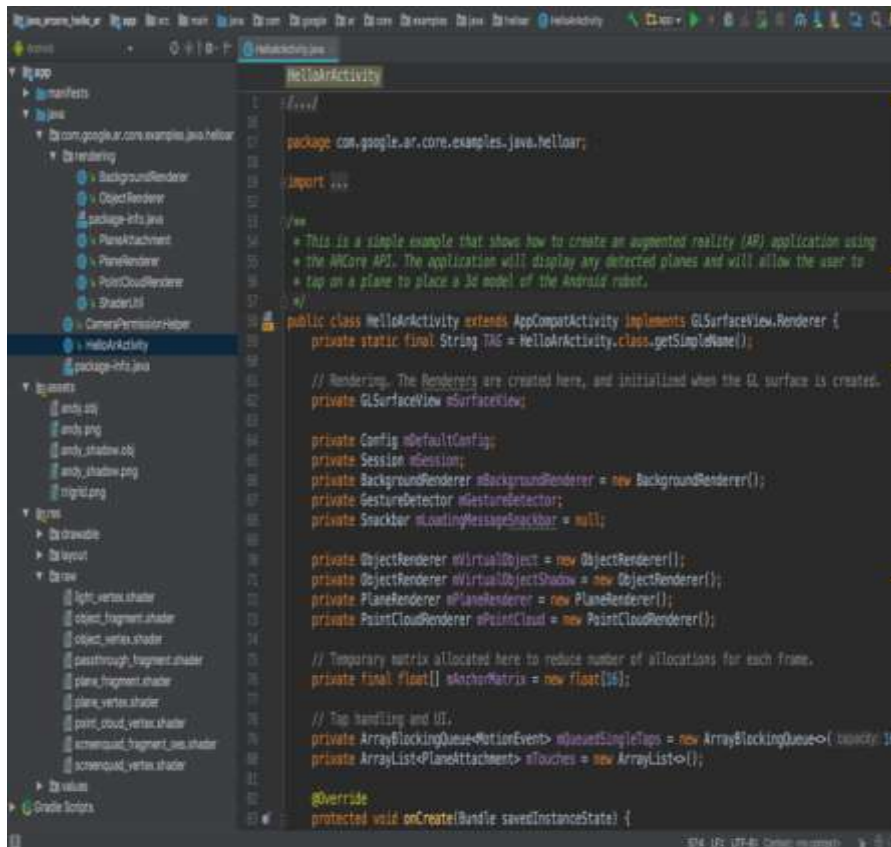 app
manifests
java
com.google.ar.core.examples.java.helloar
rendering
BackgroundRenderer
ObjectRenderer
package-info.java
PlaneAttachment
PlaneRenderer
PointCloudRenderer
ShaderUtil
CameraPermissionHelper
HelloArActivity
package-info.java
assets
andy.obj
andy.png
andy_shadow.obj
andy_shadow.png
trigrid.png
res
drawable
layout
raw
light_vertex.shader
object_fragment.shader
object_vertex.shader
passthrough_fragment.shader
plane_fragment.shader
plane_vertex.shader
point_cloud_vertex.shader
screenquad_fragment_oes.shader
screenquad_vertex.shader
values
Gradle Scripts
HelloArActivity.java
HelloArActivity
/.../
package com.google.ar.core.examples.java.helloar;
import ...
/**
* This is a simple example that shows how to create an augmented reality (AR) application using
* the ARCore API. The application will display any detected planes and will allow the user to
* tap on a plane to place a 3d model of the Android robot.
*/
public class HelloArActivity extends AppCompatActivity implements GLSurfaceView.Renderer {
private static final String TAG = HelloArActivity.class.getSimpleName();
// Rendering. The Renderers are created here, and initialized when the GL surface is created.
private GLSurfaceView mSurfaceView;
private Config mDefaultConfig;
private Session mSession;
private BackgroundRenderer mBackgroundRenderer = new BackgroundRenderer();
private GestureDetector mGestureDetector;
private Snackbar mLoadingMessageSnackbar = null;
private ObjectRenderer mVirtualObject = new ObjectRenderer();
private ObjectRenderer mVirtualObjectShadow = new ObjectRenderer();
private PlaneRenderer mPlaneRenderer = new PlaneRenderer();
private PointCloudRenderer mPointCloud = new PointCloudRenderer();
// Temporary matrix allocated here to reduce number of allocations for each frame.
private final float[] mAnchorMatrix = new float[16];
// Tap handling and UI.
private ArrayBlockingQueue<MotionEvent> mQueuedSingleTaps = new ArrayBlockingQueue<>( capacity: 16
private ArrayList<PlaneAttachment> mTouches = new ArrayList<>();
@Override
protected void onCreate(Bundle savedInstanceState) {